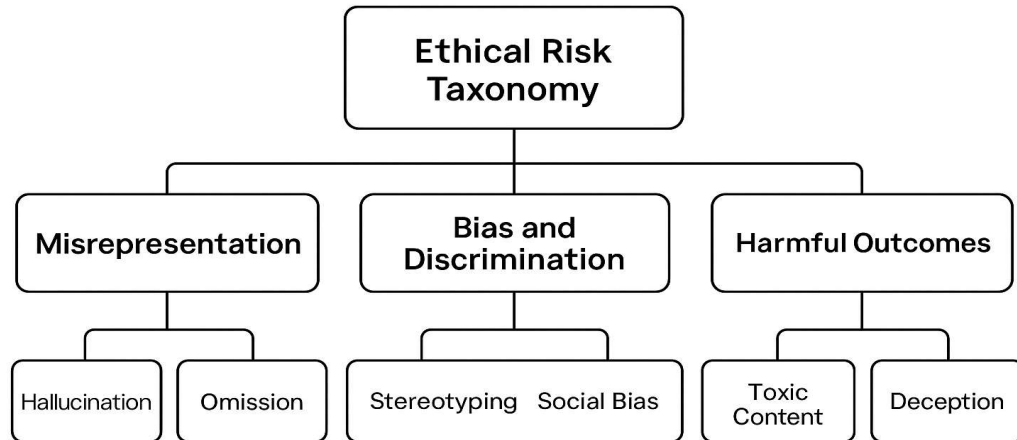 Ethical Risk
Taxonomy
Misrepresentation
Bias and
Discrimination
Harmful Outcomes
Hallucination
Omission
Stereotyping
Social Bias
Toxic
Content
Deception